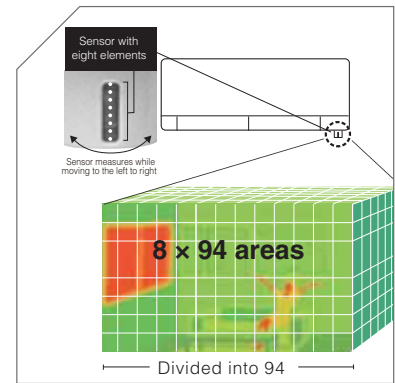 Sensor with
eight elements
Sensor measures while
moving to the left to right
8 × 94 areas
Divided into 94